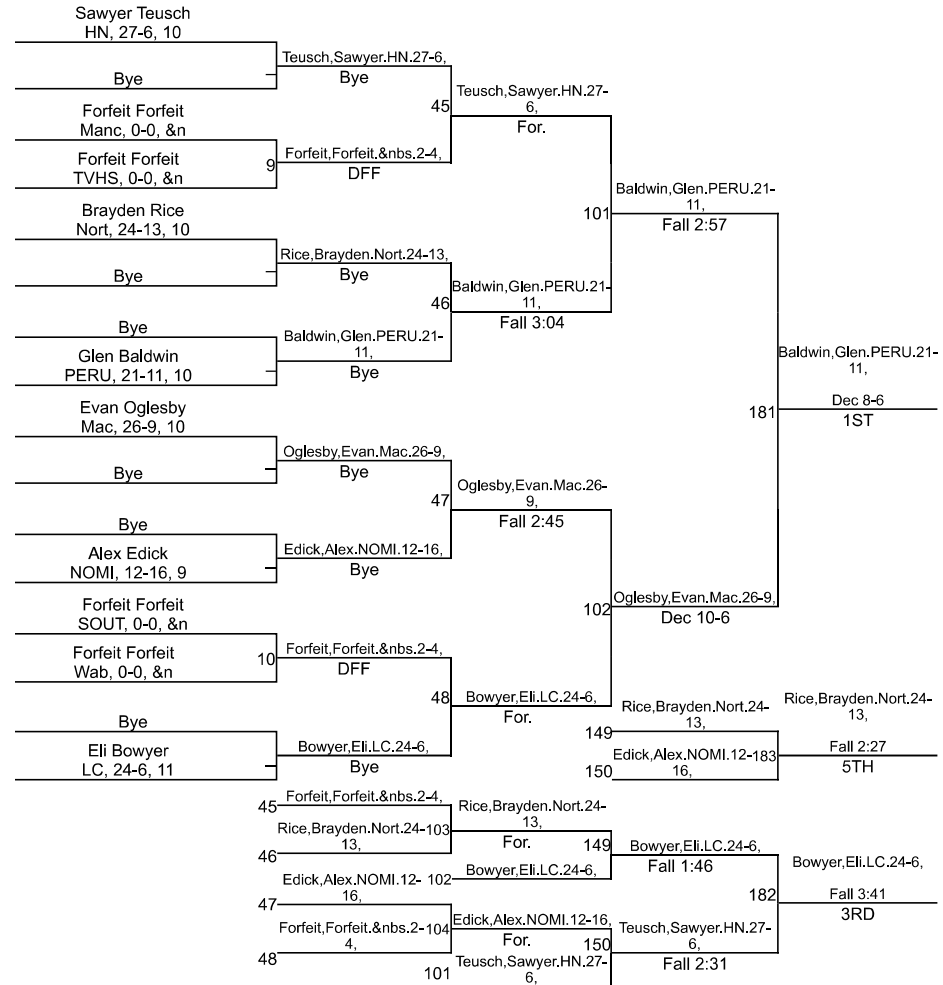 Sawyer Teusch
HN, 27-6, 10
Bye
Forfeit Forfeit
Manc, 0-0, &n
Forfeit Forfeit
TVHS, 0-0, &n
9
Brayden Rice
Nort, 24-13, 10
Bye
Bye
Glen Baldwin
PERU, 21-11, 10
Evan Oglesby
Mac, 26-9, 10
Bye
Bye
Alex Edick
NOMI, 12-16, 9
Forfeit Forfeit
SOUT, 0-0, &n
Forfeit Forfeit
Wab, 0-0, &n
10
Bye
Eli Bowyer
LC, 24-6, 11
Teusch,Sawyer.HN.27-6,
Bye
45
Forfeit,Forfeit.&nbs.2-4,
DFF
Rice,Brayden.Nort.24-13,
Bye
46
Baldwin,Glen.PERU.21-
11,
Bye
Oglesby,Evan.Mac.26-9,
Bye
47
Edick,Alex.NOMI.12-16,
Bye
Forfeit,Forfeit.&nbs.2-4,
DFF
48
Bowyer,Eli.LC.24-6,
Bye
Teusch,Sawyer.HN.27-
6,
For.
101
Baldwin,Glen.PERU.21-
11,
Fall 3:04
Oglesby,Evan.Mac.26-
9,
Fall 2:45
102
Bowyer,Eli.LC.24-6,
For.
Baldwin,Glen.PERU.21-
11,
Fall 2:57
181
Oglesby,Evan.Mac.26-9,
Dec 10-6
Baldwin,Glen.PERU.21-
11,
Dec 8-6
1ST
149
Rice,Brayden.Nort.24-
13,
150
Edick,Alex.NOMI.12-
16,
183
Rice,Brayden.Nort.24-
13,
Fall 2:27
5TH
45
Forfeit,Forfeit.&nbs.2-4,
46
Rice,Brayden.Nort.24-
13,
103
47
Edick,Alex.NOMI.12-
16,
48
Forfeit,Forfeit.&nbs.2-
4,
104
Rice,Brayden.Nort.24-
13,
For.
149
102
Bowyer,Eli.LC.24-6,
Edick,Alex.NOMI.12-16,
For.
150
101
Teusch,Sawyer.HN.27-
6,
Bowyer,Eli.LC.24-6,
Fall 1:46
182
Teusch,Sawyer.HN.27-
6,
Fall 2:31
Bowyer,Eli.LC.24-6,
Fall 3:41
3RD